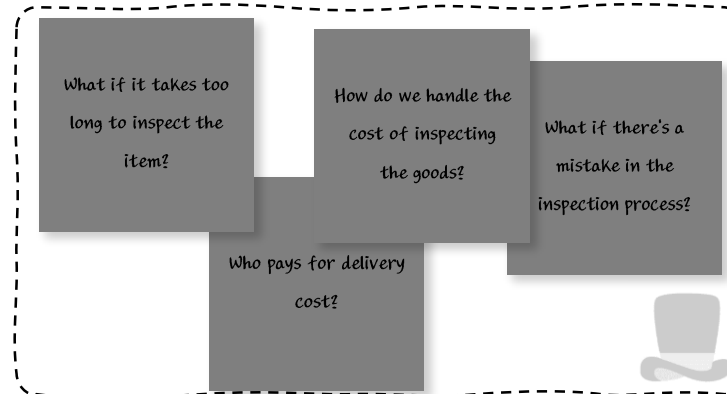 What if it takes too
long to inspect the
item?
How do we handle the
cost of inspecting
the goods?
What if there's a
mistake in the
inspection process?
Who pays for delivery
cost?